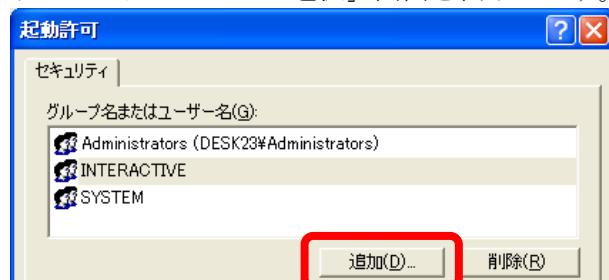 起動許可
セキュリティ
グループ名またはユーザー名(G):
Administrators (DESK23¥Administrators)
INTERACTIVE
SYSTEM
追加(D)... 削除(R)